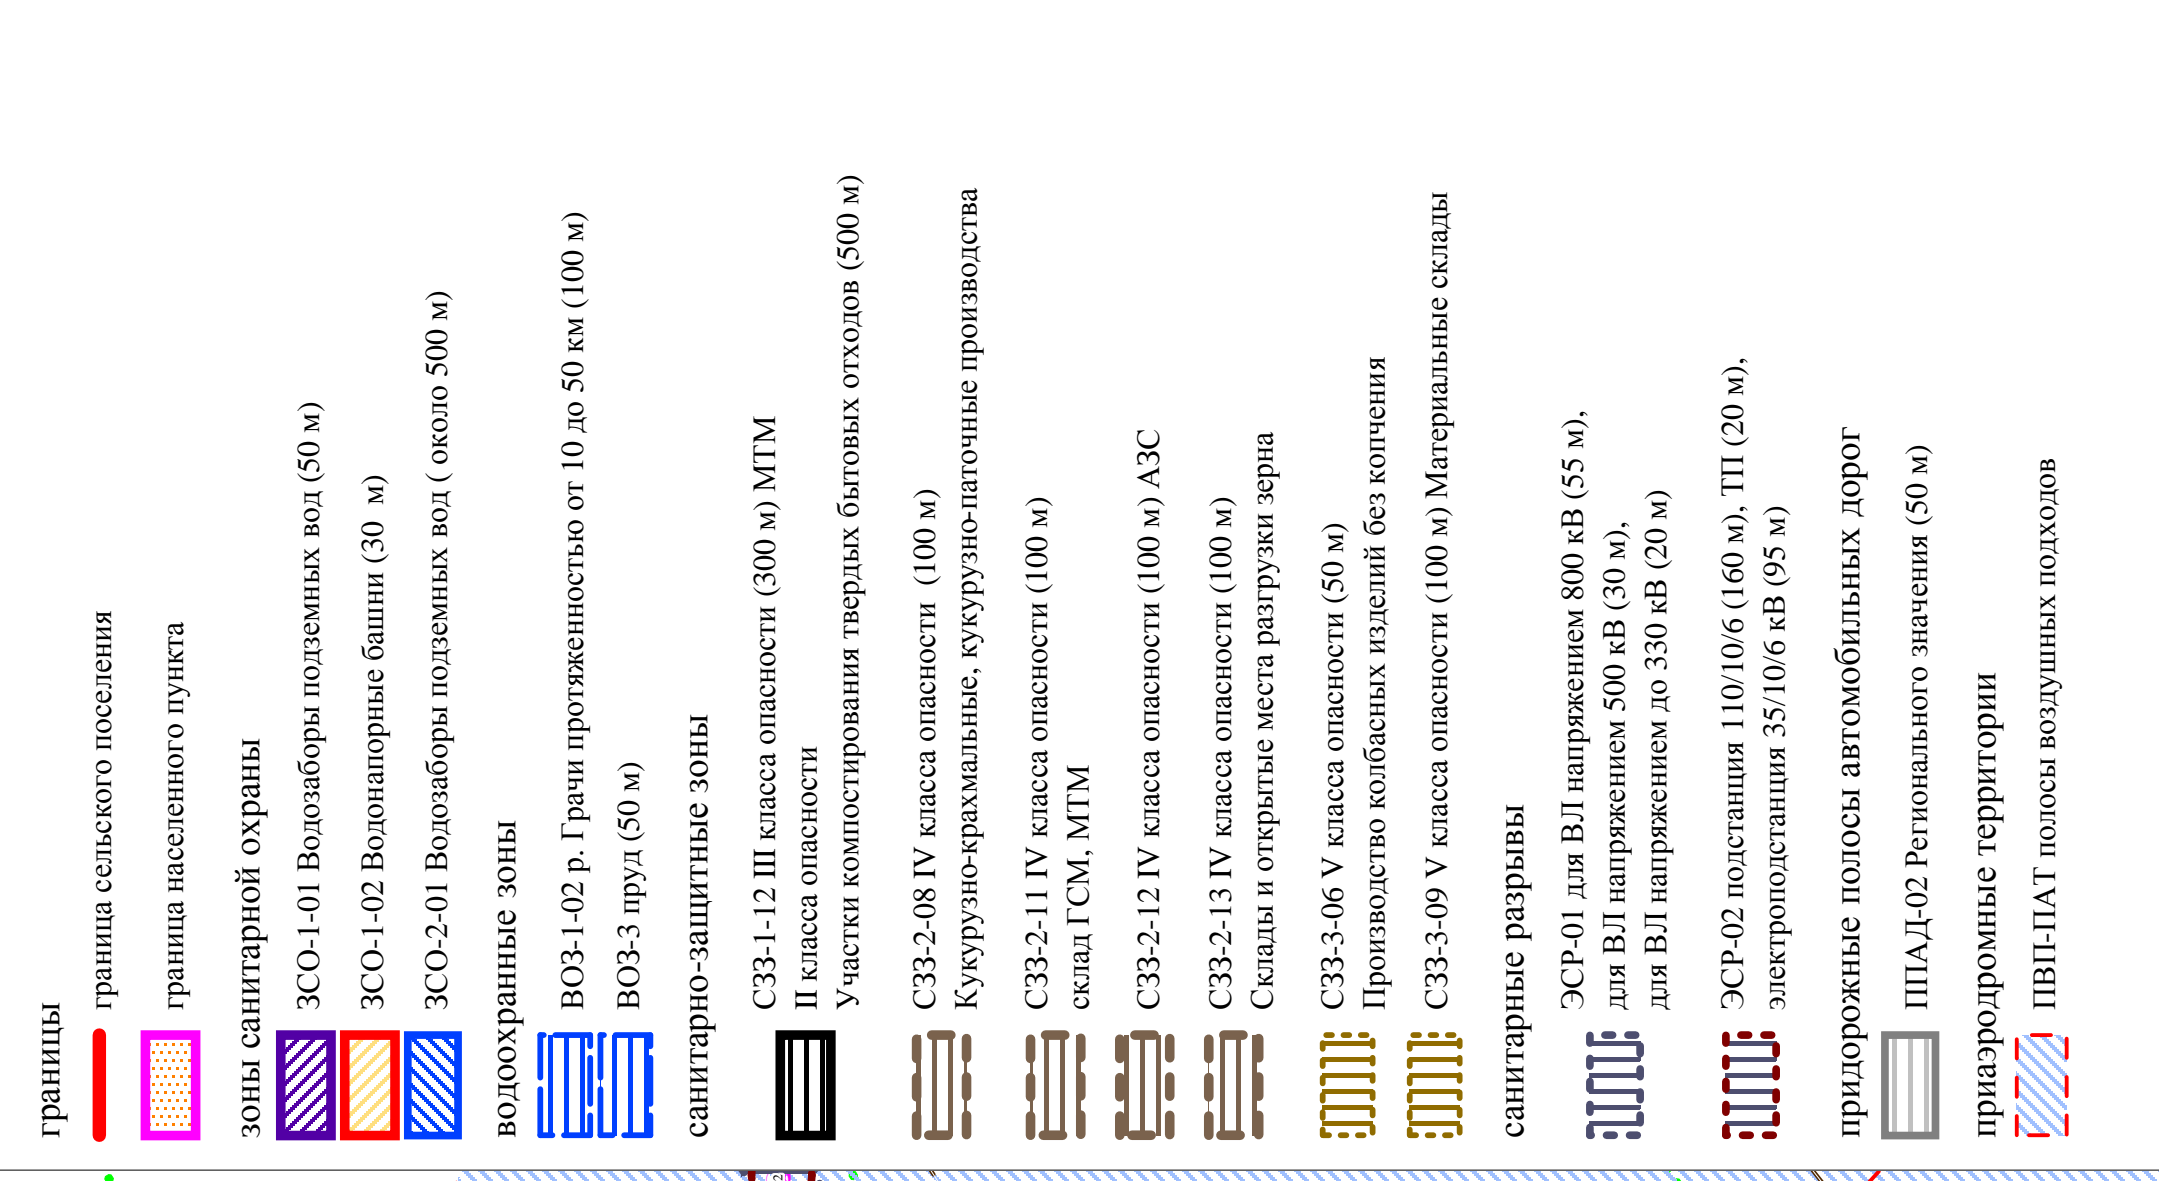 границы
граница сельского поселения
граница населенного пункта
зоны санитарной охраны
ЗСО-1-01 Водозаборы подземных вод (50 м)
ЗСО-1-02 Водонапорные башни (30 м)
ЗСО-2-01 Водозаборы подземных вод ( около 500 м)
водоохранные зоны
ВОЗ-1-02 р. Грачи протяженностью от 10 до 50 км (100 м)
ВОЗ-3 пруд (50 м)
санитарно-защитные зоны
СЗЗ-1-12 III класса опасности (300 м) МТМ
II класса опасности
Участки компостирования твердых бытовых отходов (500 м)
СЗЗ-2-08 IV класса опасности (100 м)
Кукурузно-крахмальные, кукурузно-паточные производства
СЗЗ-2-11 IV класса опасности (100 м)
склад ГСМ, МТМ
СЗЗ-2-12 IV класса опасности (100 м) АЗС
СЗЗ-2-13 IV класса опасности (100 м)
Склады и открытые места разгрузки зерна
СЗЗ-3-06 V класса опасности (50 м)
Производство колбасных изделий без копчения
СЗЗ-3-09 V класса опасности (100 м) Материальные склады
санитарные разрывы
ЭСР-01 для ВЛ напряжением 800 кВ (55 м),
для ВЛ напряжением 500 кВ (30 м),
для ВЛ напряжением до 330 кВ (20 м)
ЭСР-02 подстанция 110/10/6 (160 м), ТП (20 м),
электроподстанция 35/10/6 кВ (95 м)
придорожные полосы автомобильных дорог
ППАД-02 Регионального значения (50 м)
приаэродромные территории
ПВП-ПАТ полосы воздушных подходов